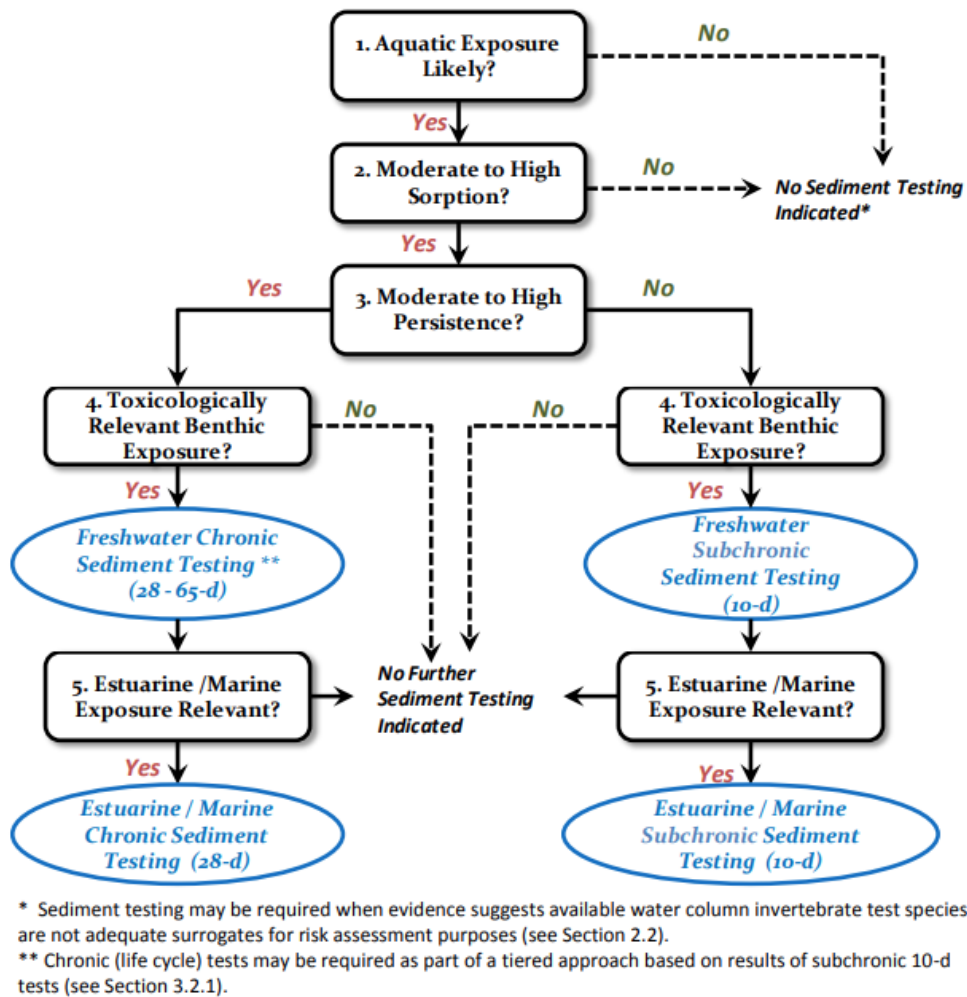 1. Aquatic Exposure
Likely?
No
Yes
2. Moderate to High
Sorption?
No
No Sediment Testing
Indicated*
Yes
3. Moderate to High
Persistence?
Yes
No
4. Toxicologically
Relevant Benthic
Exposure?
No
No
4. Toxicologically
Relevant Benthic
Exposure?
Yes
Yes
Freshwater Chronic
Sediment Testing **
(28 - 65-d)
Freshwater
Subchronic
Sediment Testing
(10-d)
5. Estuarine /Marine
Exposure Relevant?
No Further
Sediment Testing
Indicated
5. Estuarine /Marine
Exposure Relevant?
Yes
Yes
Estuarine / Marine
Chronic Sediment
Testing (28-d)
Estuarine / Marine
Subchronic Sediment
Testing (10-d)
* Sediment testing may be required when evidence suggests available water column invertebrate test species
are not adequate surrogates for risk assessment purposes (see Section 2.2).
** Chronic (life cycle) tests may be required as part of a tiered approach based on results of subchronic 10-d
tests (see Section 3.2.1).